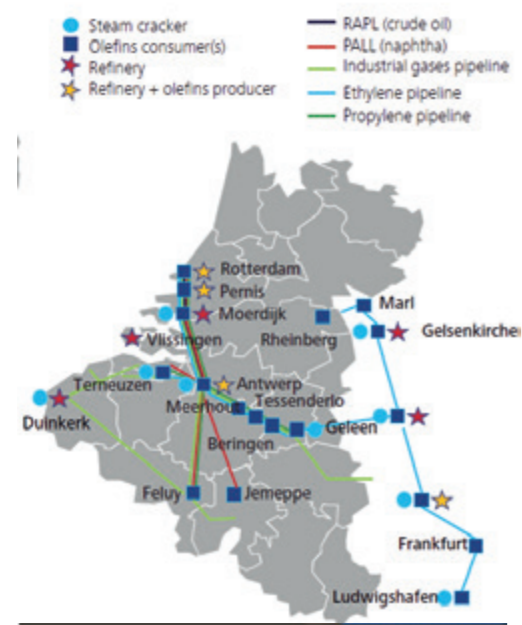 Steam cracker
Olefins consumer(s)
Refinery
Refinery + olefins producer
RAPL (crude oil)
PALL (naphtha)
Industrial gases pipeline
Ethylene pipeline
Propylene pipeline
Rotterdam
Pernis
Marl
Moerdijk
Vlissingen
Rheinberg
Gelsenkircher
Terneuzen
Antwerp
Meerhout
Tessenderlo
Duinkerk
Beringen
Geleen
Feluy
Jemeppe
Frankfurt
Ludwigshafen